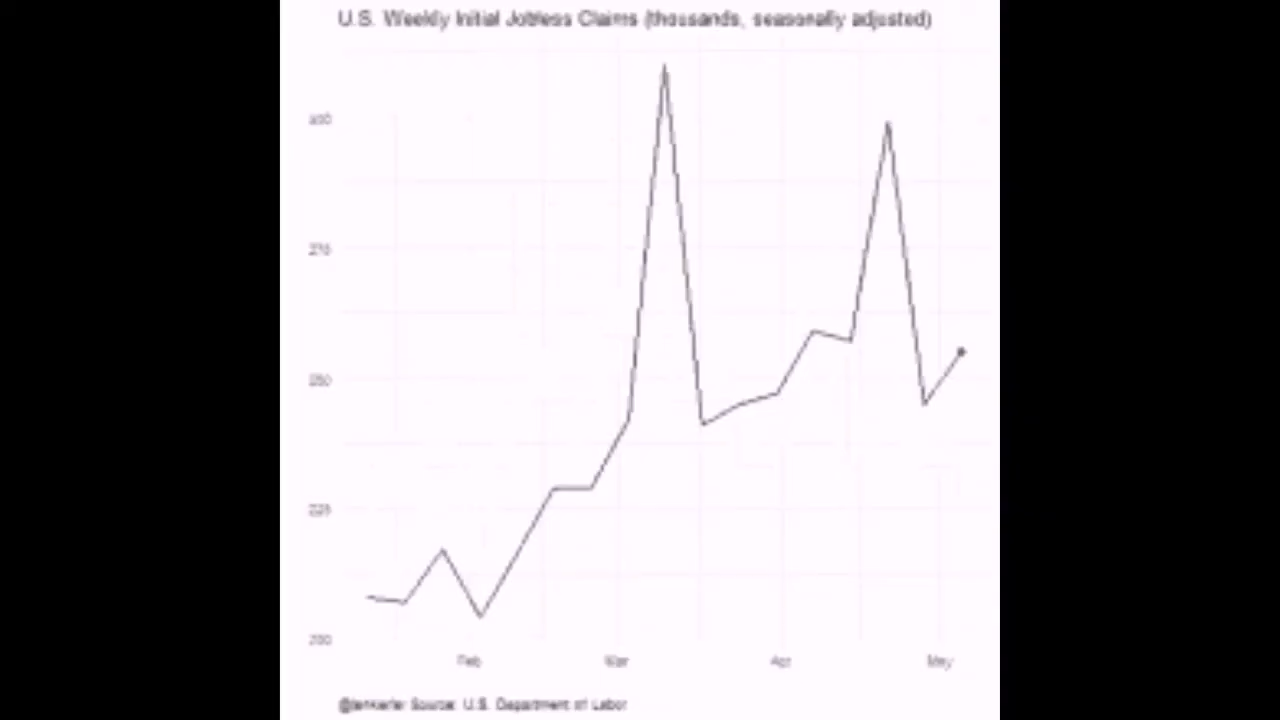 U.S. Weekly Initial Jobless Claims (thousands, seasonally adjusted)
300
275
250
225
200
Feb
Mar
Apr
May
Source: U.S. Department of Labor